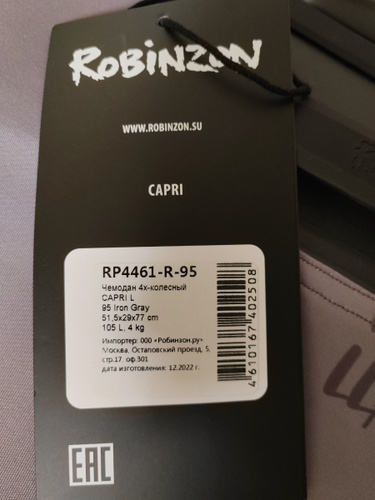 ROBINZON
WWW.ROBINZON.SU
CAPRI
RP4461-R-95
Чемодан 4х-колесный
CAPRI L
95 Iron Gray
51,5x29x77 cm
105 L, 4 kg
Импортер: ООО «Робинзон.ру»
Москва, Остаповский проезд, 5,
стр.17, оф.301
дата изготовления: 12.2022 г.
4610167402508
EAC